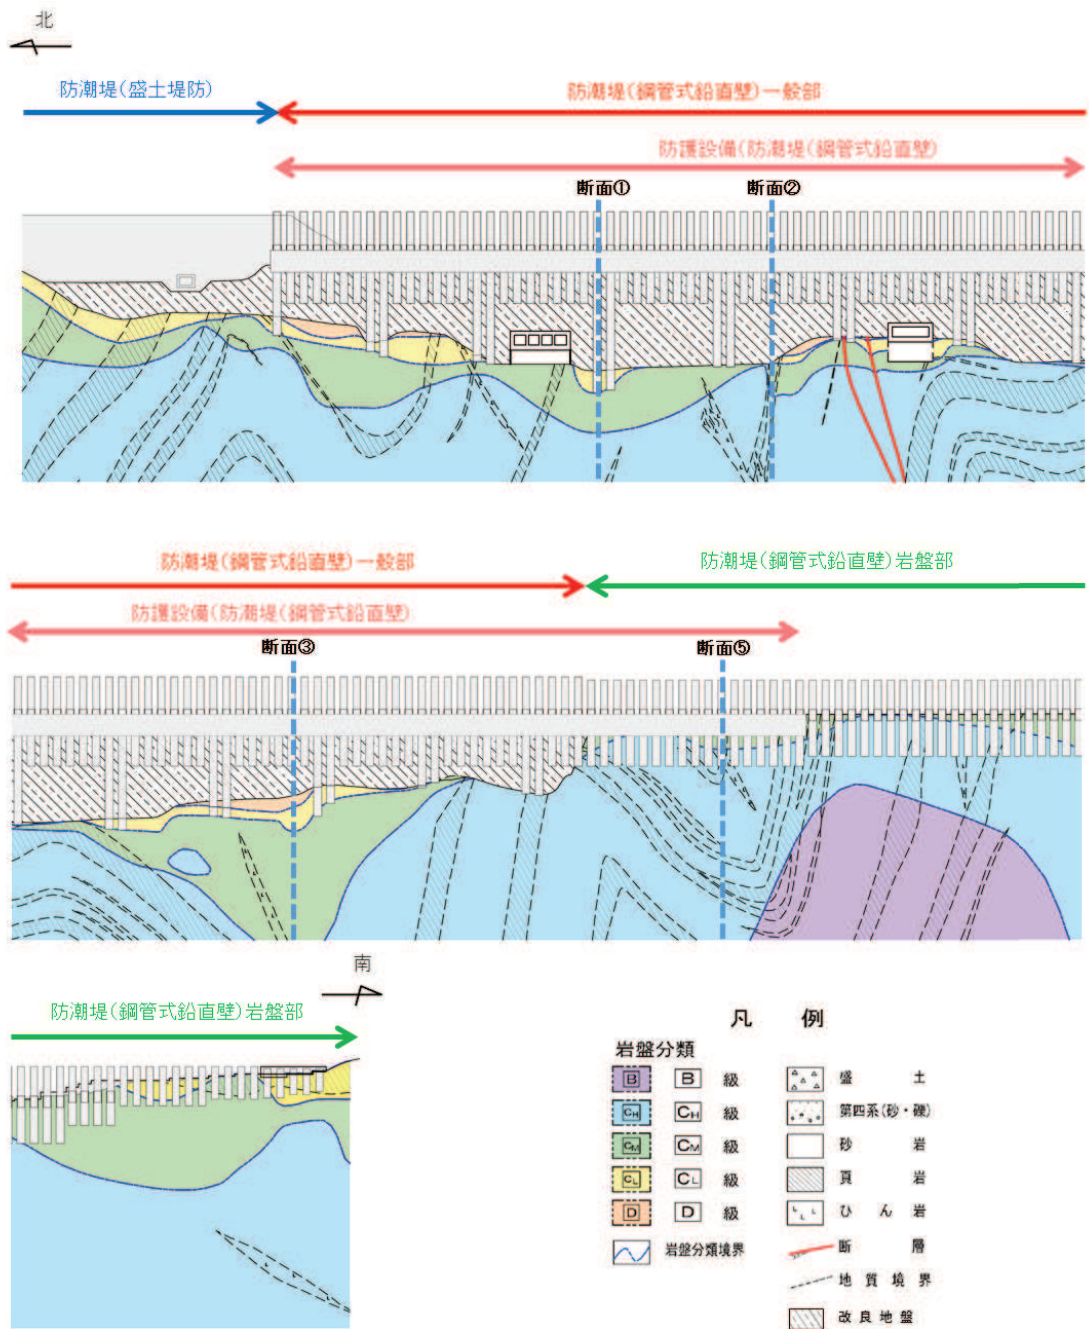 北
防潮堤(盛土堤防)
防潮堤(鋼管式鉛直壁)一般部
防護設備(防潮堤(鋼管式鉛直壁)
断面①
断面②
防潮堤(鋼管式鉛直壁)一般部
防潮堤(鋼管式鉛直壁)岩盤部
防護設備(防潮堤(鋼管式鉛直壁)
断面③
断面⑤
南
防潮堤(鋼管式鉛直壁)岩盤部
凡 例
岩盤分類
B B 級
CH CH 級
CM CM 級
CL CL 級
D D 級
岩盤分類境界
盛 土
第四系(砂・礫)
砂 岩
頁 岩
ひ ん 岩
断 層
地 質 境 界
改 良 地 盤